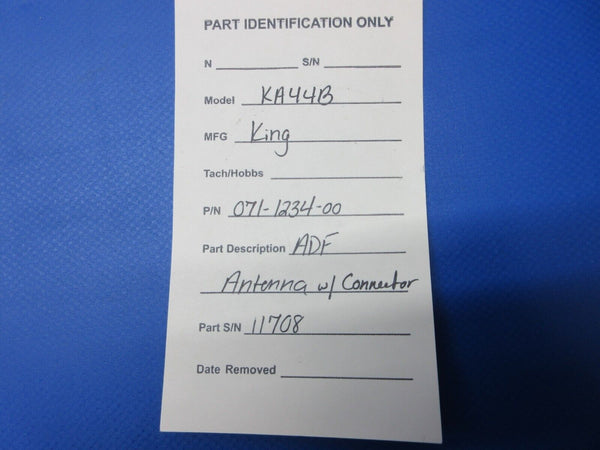 PART IDENTIFICATION ONLY
N S/N
Model KA44B
MFG King
Tach/Hobbs
P/N 071-1234-00
Part Description ADF
Antenna w/ Connector
Part S/N 11708
Date Removed